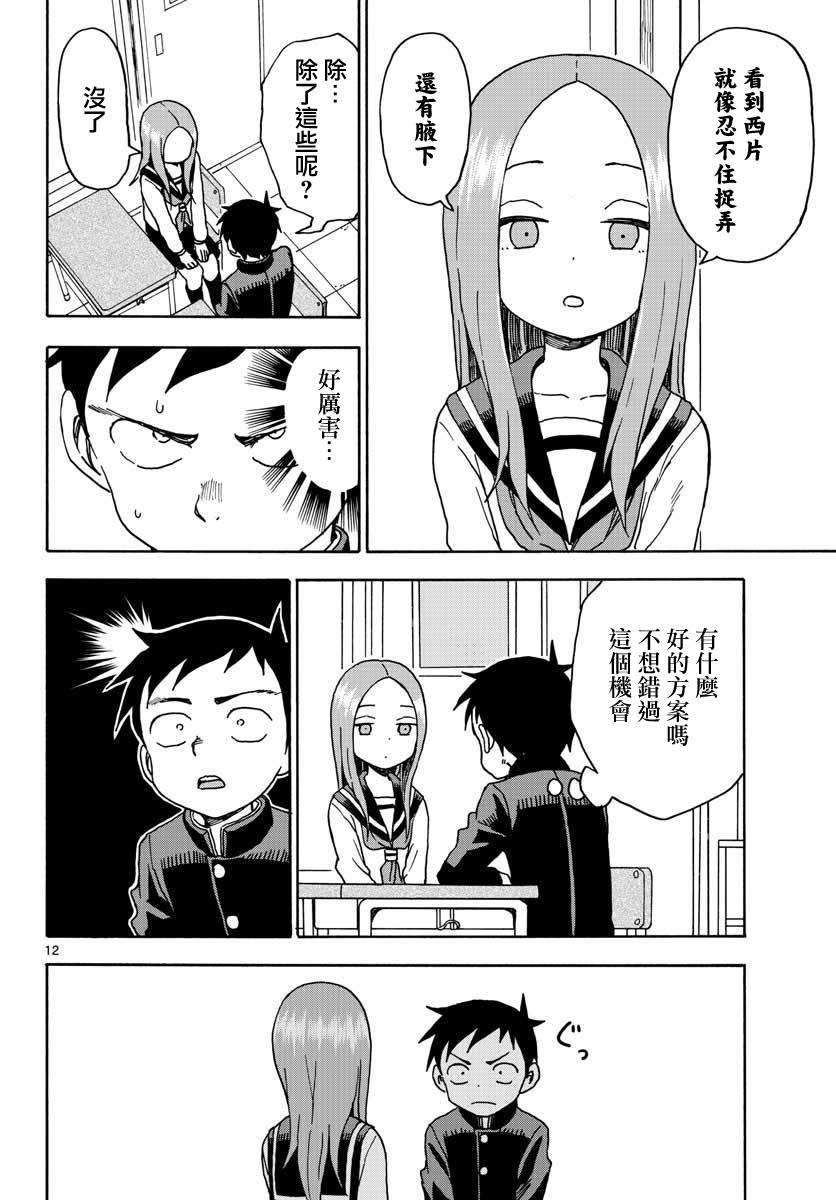 看到西片
就像忍不住捉弄
還有腋下
除…
除了這些呢？
沒了
好厲害…
有什麼
好的方案嗎
不想錯過
這個機會
12
ぐっ